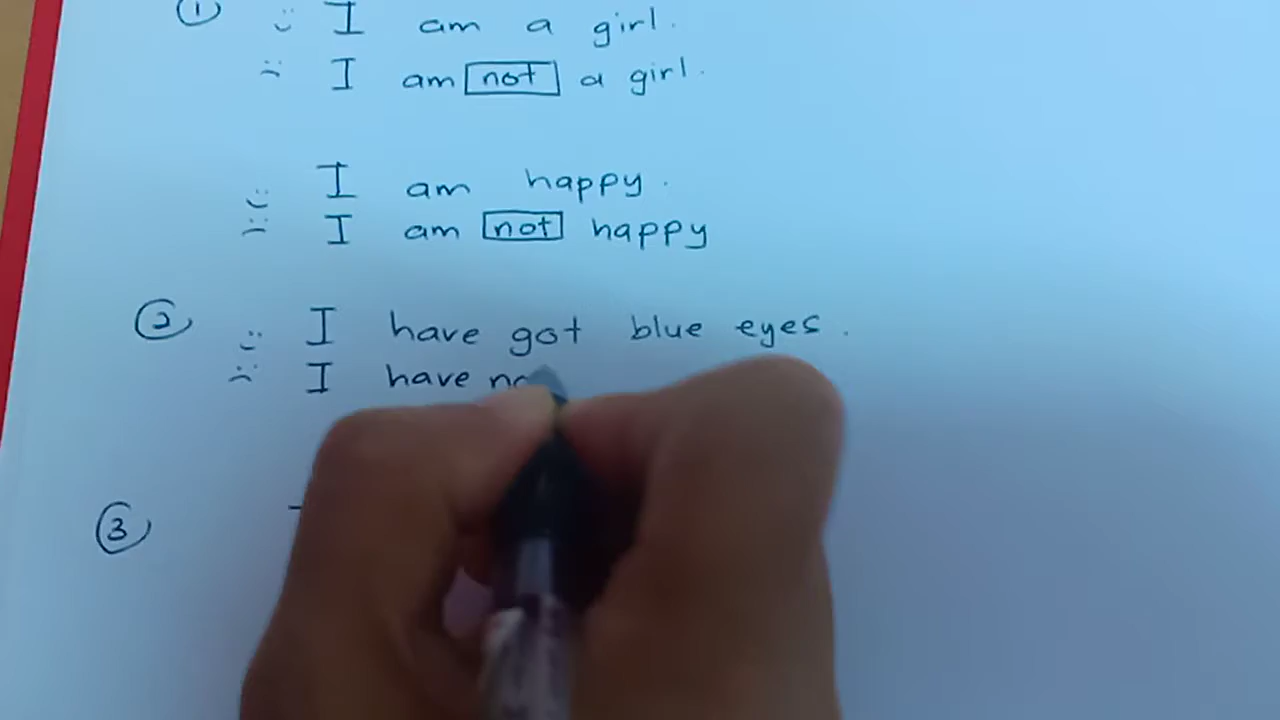 ① I am a girl.
I am not a girl.
I am happy.
I am not happy
② I have got blue eyes.
I have
③